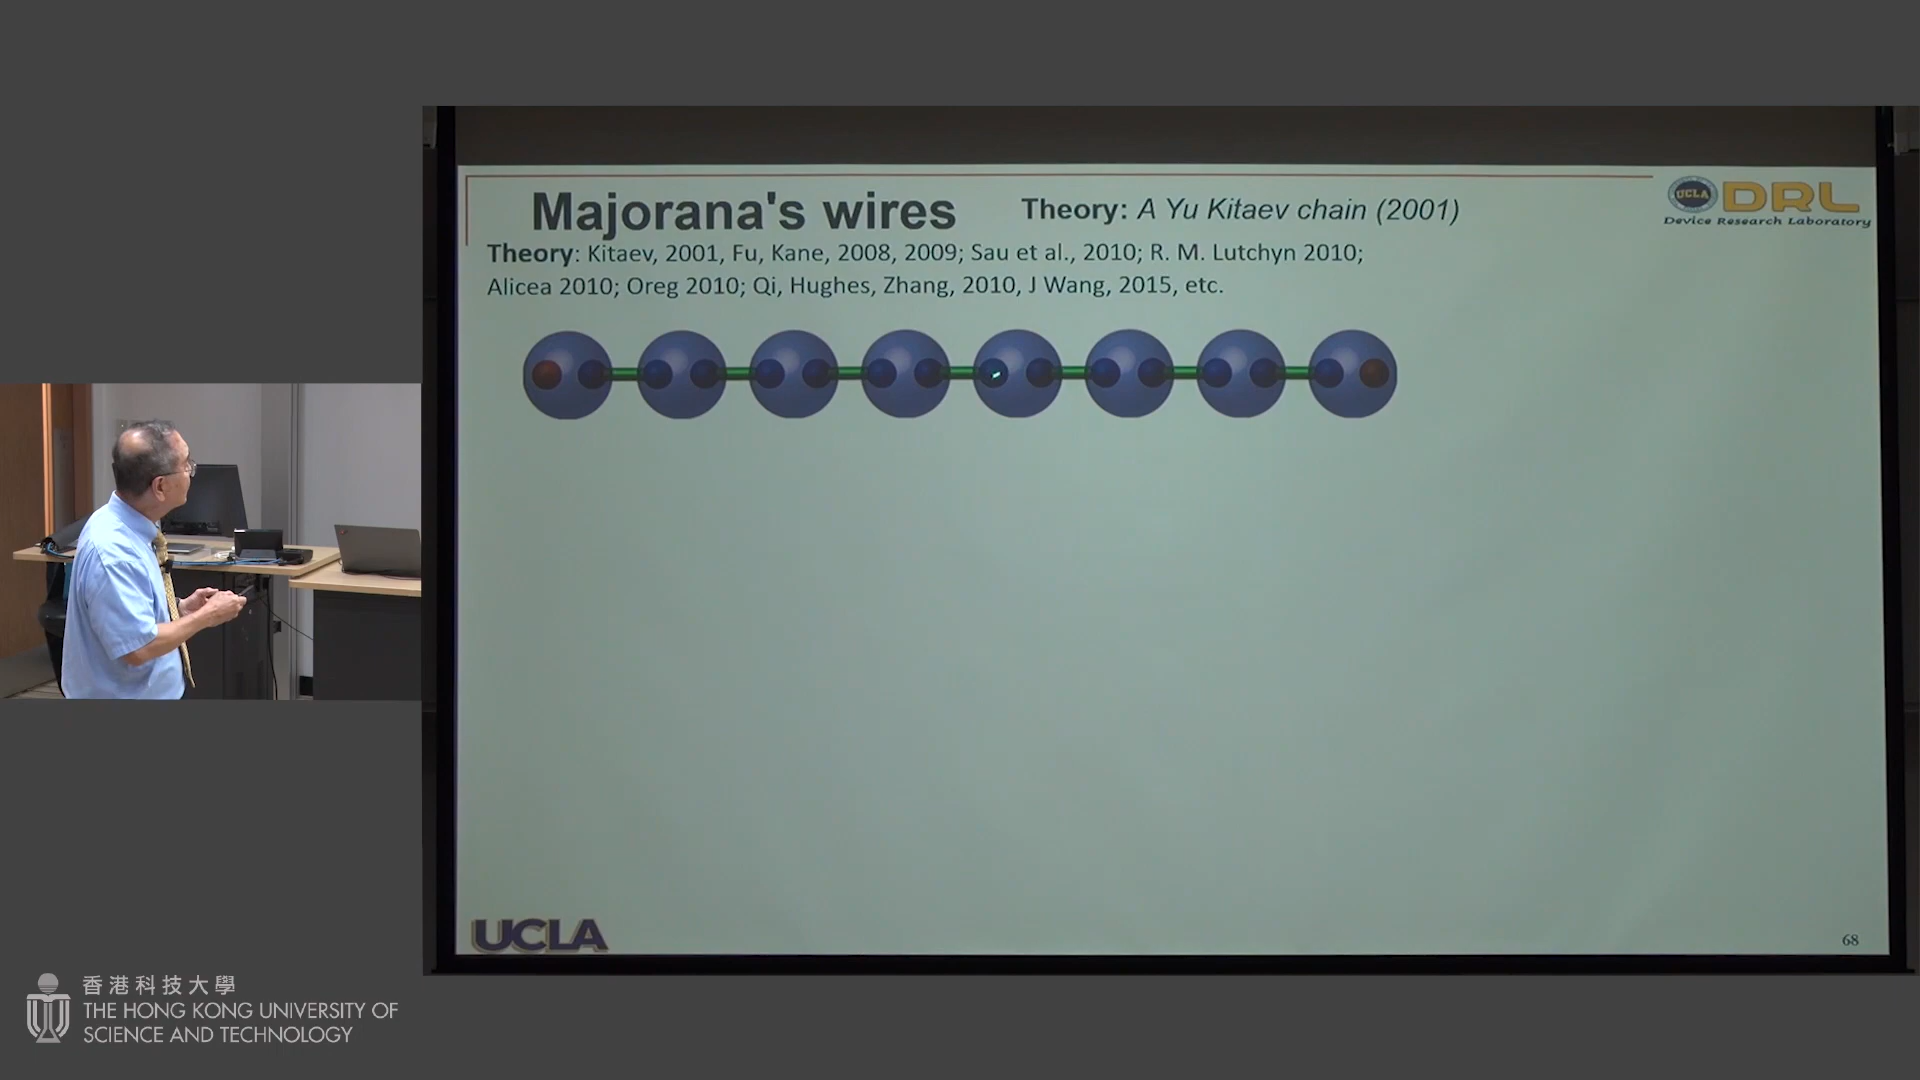 Majorana's wires
Theory: A Yu Kitaev chain (2001)
UCLA
DRL
Device Research Laboratory
Theory: Kitaev, 2001, Fu, Kane, 2008, 2009; Sau et al., 2010; R. M. Lutchyn 2010;
Alicea 2010; Oreg 2010; Qi, Hughes, Zhang, 2010, J Wang, 2015, etc.
UCLA
68
香港科技大學
THE HONG KONG UNIVERSITY OF
SCIENCE AND TECHNOLOGY